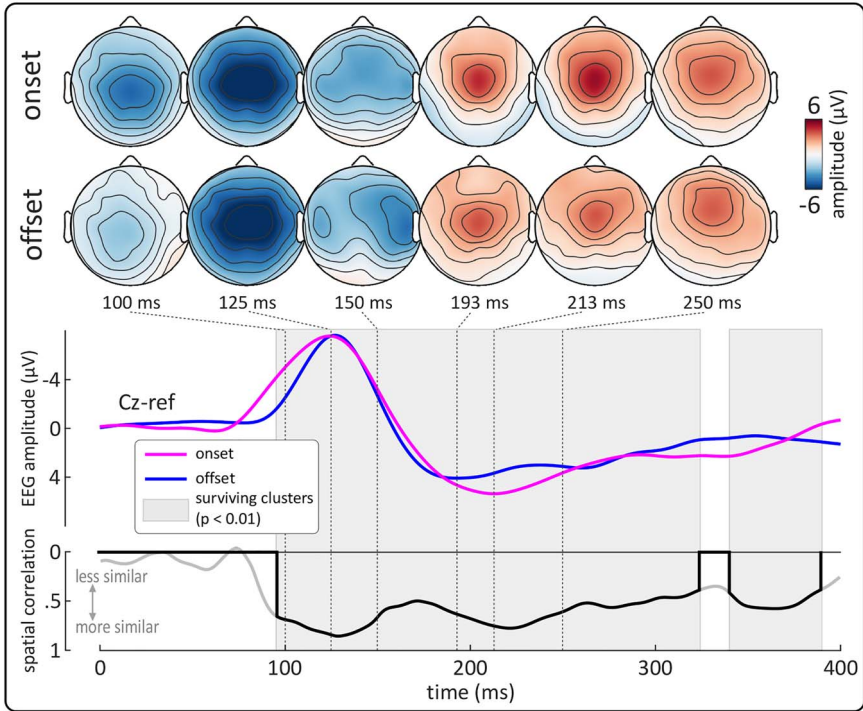 onset
offset
6
-6
amplitude (µV)
100 ms
125 ms
150 ms
193 ms
213 ms
250 ms
EEG amplitude (µV)
-4
0
4
Cz-ref
onset
offset
surviving clusters
(p < 0.01)
spatial correlation
0
.5
1
less similar
more similar
0
100
200
300
400
time (ms)